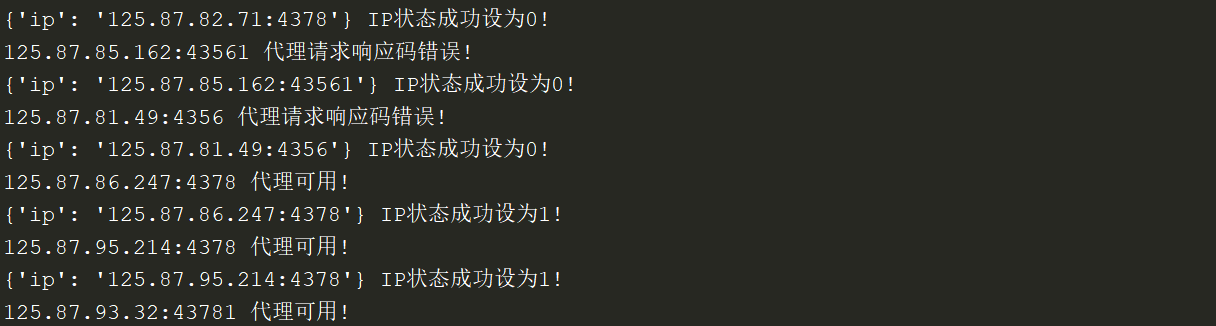 {'ip': '125.87.82.71:4378'} IP状态成功设为0!
125.87.85.162:43561 代理请求响应码错误!
{'ip': '125.87.85.162:43561'} IP状态成功设为0!
125.87.81.49:4356 代理请求响应码错误!
{'ip': '125.87.81.49:4356'} IP状态成功设为0!
125.87.86.247:4378 代理可用!
{'ip': '125.87.86.247:4378'} IP状态成功设为1!
125.87.95.214:4378 代理可用!
{'ip': '125.87.95.214:4378'} IP状态成功设为1!
125.87.93.32:43781 代理可用!